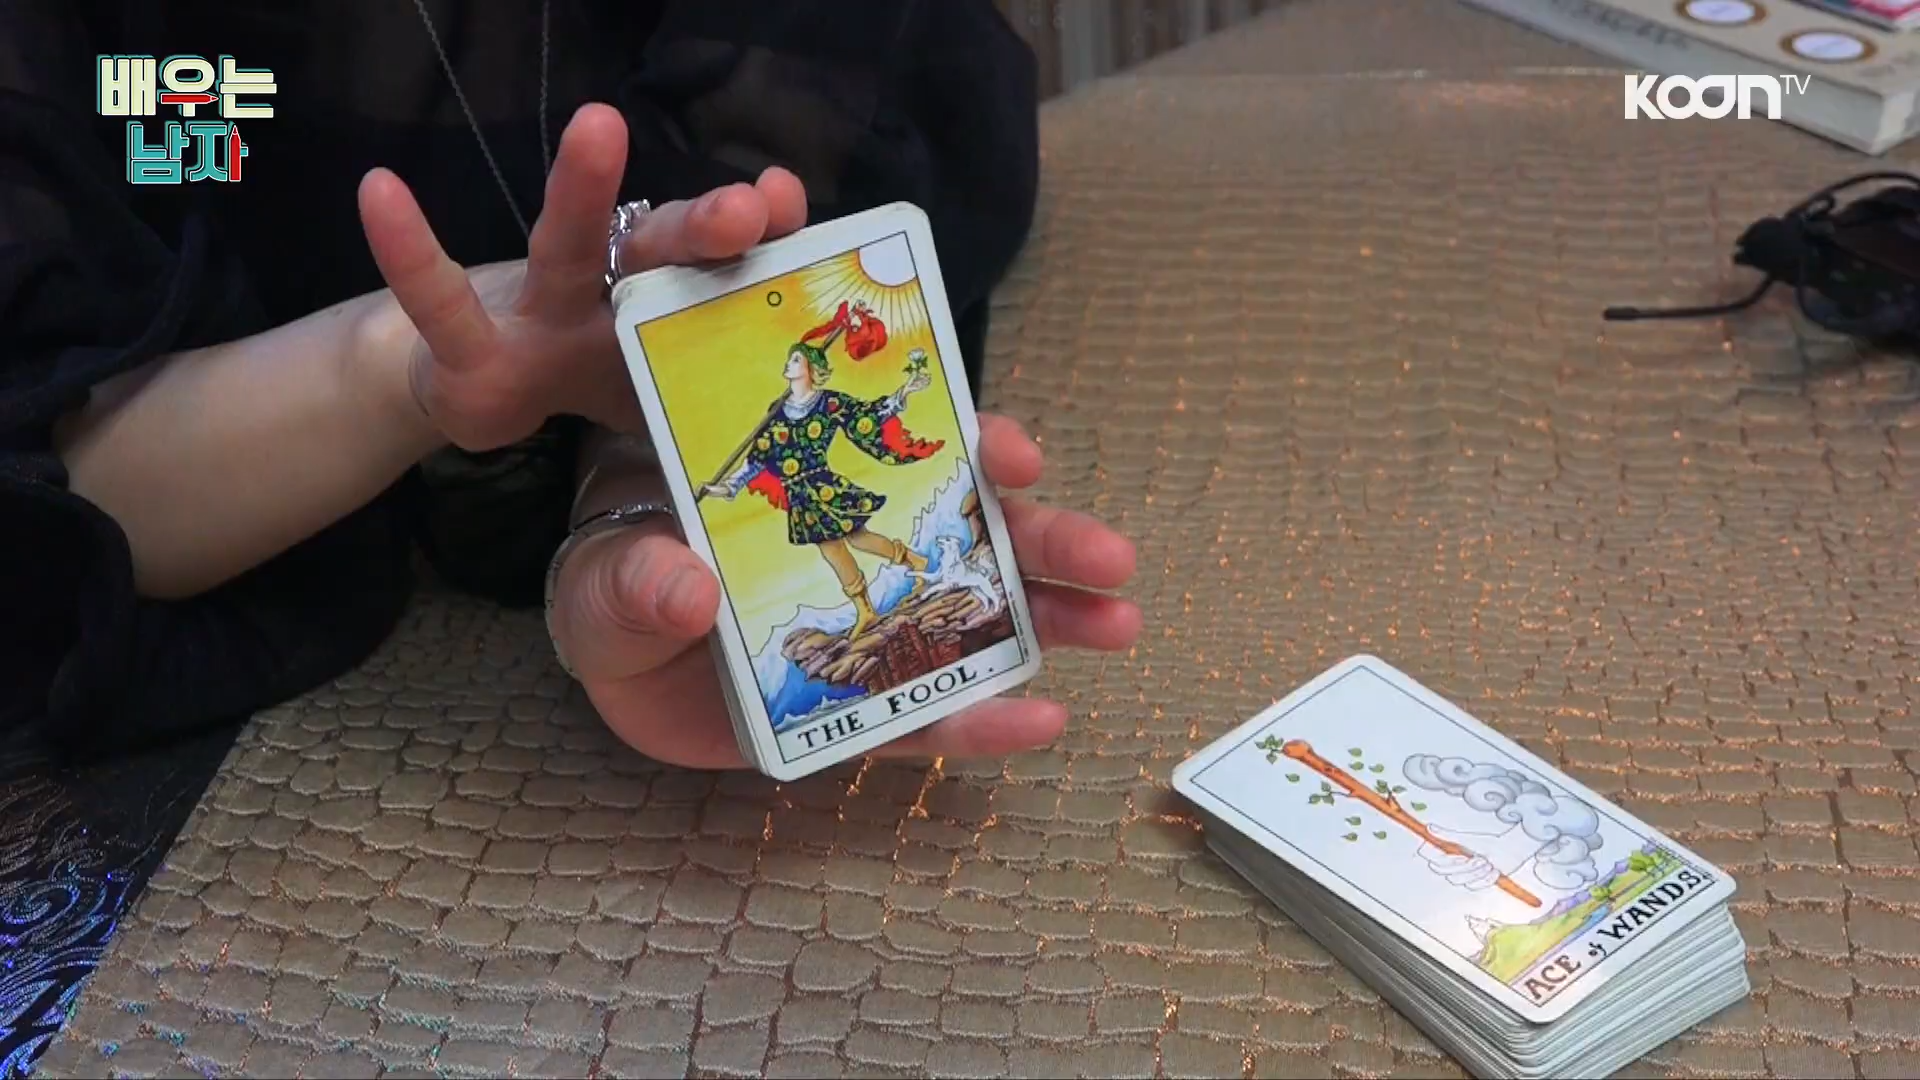 배우는
남자
KOON TV
0
THE FOOL.
ACE of WANDS.